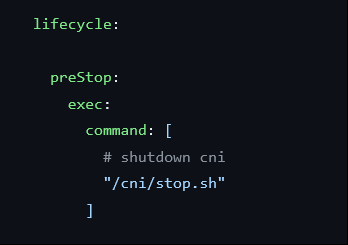 lifecycle:
preStop:
exec:
command: [
# shutdown cni
"/cni/stop.sh"
]